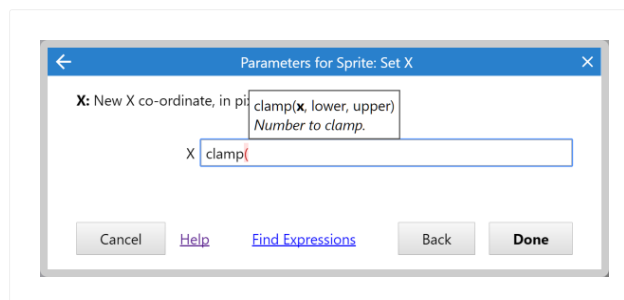 Parameters for Sprite: Set X
X: New X co-ordinate, in pi
clamp(x, lower, upper)
Number to clamp.
X clamp(
Cancel Help Find Expressions Back Done